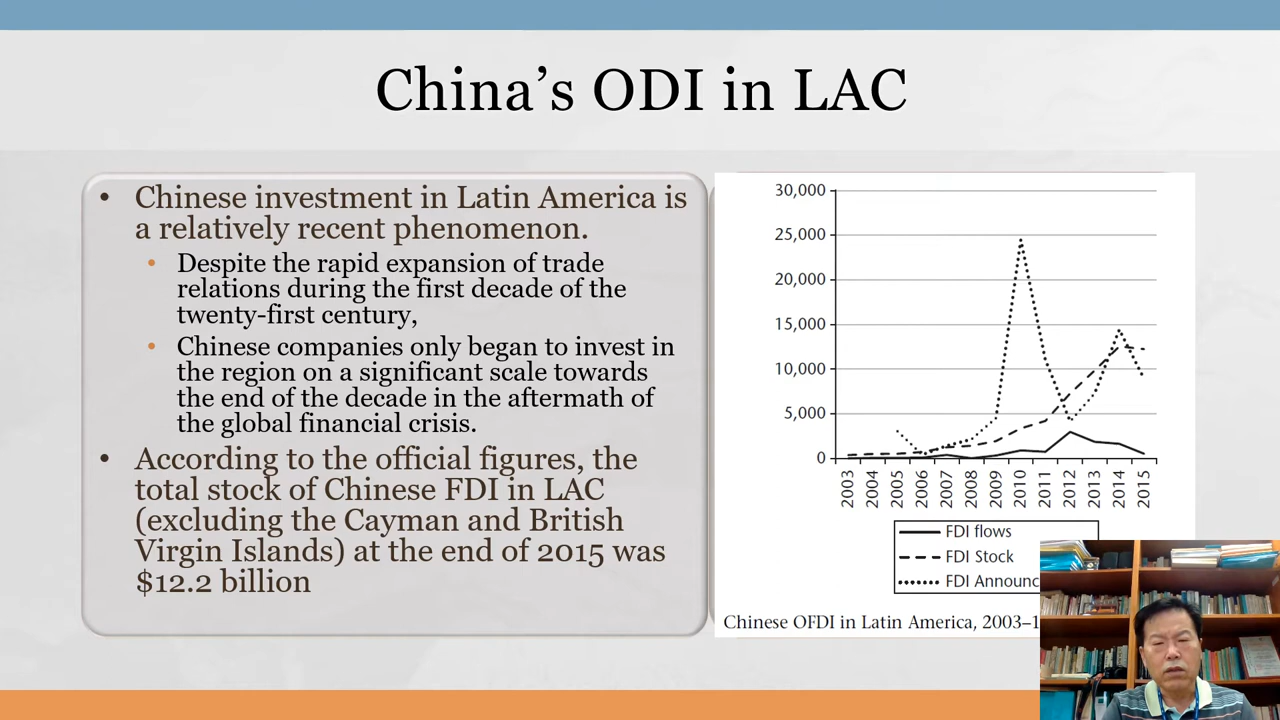 China’s ODI in LAC
• Chinese investment in Latin America is
a relatively recent phenomenon.
• Despite the rapid expansion of trade
relations during the first decade of the
twenty-first century,
• Chinese companies only began to invest in
the region on a significant scale towards
the end of the decade in the aftermath of
the global financial crisis.
• According to the official figures, the
total stock of Chinese FDI in LAC
(excluding the Cayman and British
Virgin Islands) at the end of 2015 was
$12.2 billion
30,000
25,000
20,000
15,000
10,000
5,000
0
2003 2004 2005 2006 2007 2008 2009 2010 2011 2012 2013 2014 2015
FDI flows
FDI Stock
FDI Announc
Chinese OFDI in Latin America, 2003–1